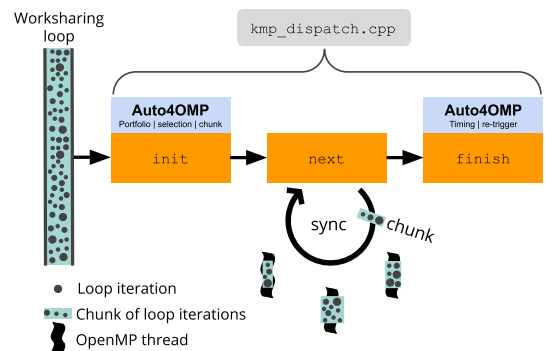 Worksharing
loop
kmp_dispatch.cpp
Auto4OMP
Portfolio | selection | chunk
Auto4OMP
Timing | re-trigger
init
next
finish
sync
chunk
Loop iteration
Chunk of loop iterations
OpenMP thread